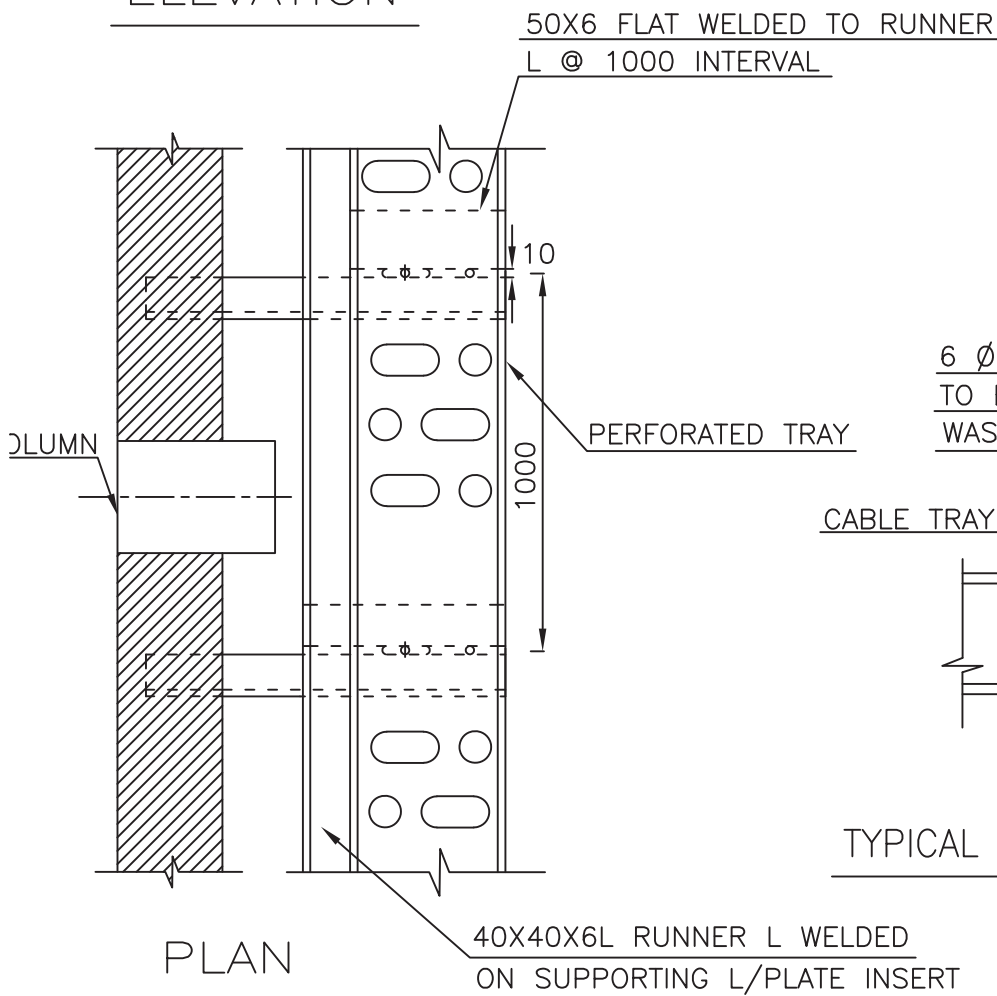 50X6 FLAT WELDED TO RUNNER
L @ 1000 INTERVAL
10
6 Ø
TO
WAS
OLUMN
PERFORATED TRAY
1000
CABLE TRAY
TYPICAL
40X40X6L RUNNER L WELDED
ON SUPPORTING L/PLATE INSERT
PLAN